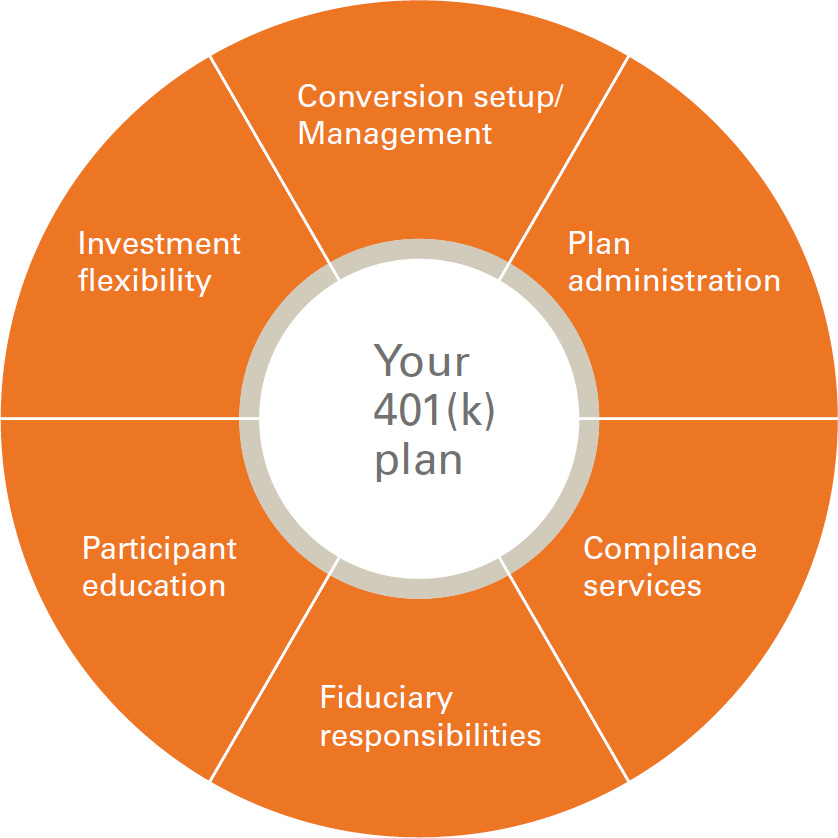 Conversion setup/
Management
Investment
flexibility
Plan
administration
Your
401(k)
plan
Participant
education
Compliance
services
Fiduciary
responsibilities